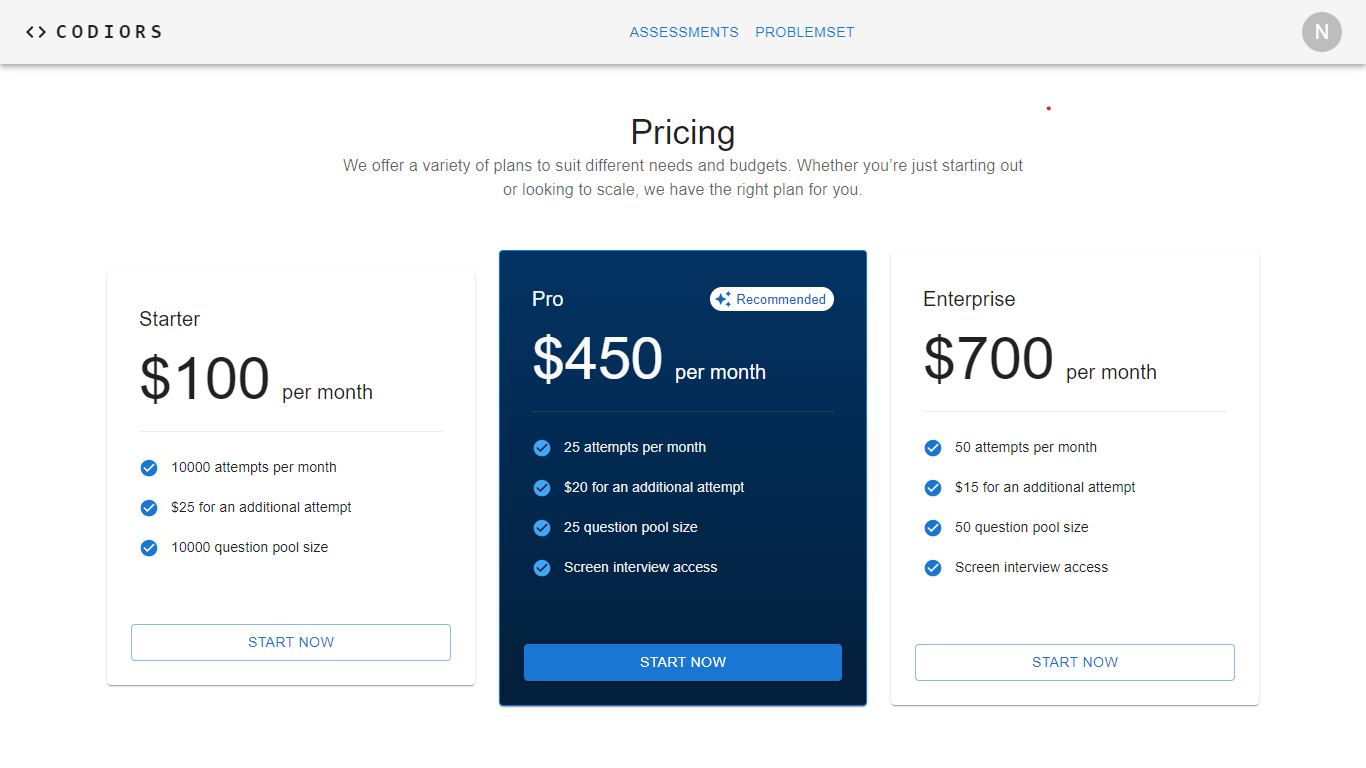 <> CODIORS
ASSESSMENTS PROBLEMSET
N
Pricing
We offer a variety of plans to suit different needs and budgets. Whether you’re just starting out
or looking to scale, we have the right plan for you.
Starter
$100 per month
10000 attempts per month
$25 for an additional attempt
10000 question pool size
START NOW
Pro
Recommended
$450 per month
25 attempts per month
$20 for an additional attempt
25 question pool size
Screen interview access
START NOW
Enterprise
$700 per month
50 attempts per month
$15 for an additional attempt
50 question pool size
Screen interview access
START NOW